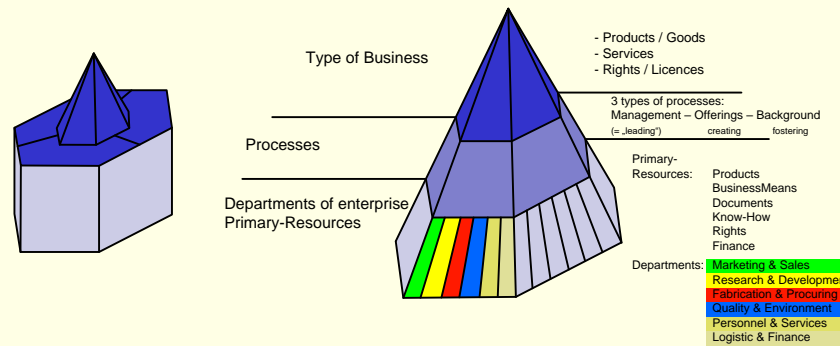 Type of Business
- Products / Goods
- Services
- Rights / Licences
3 types of processes:
Management – Offerings – Background
(= „leading“) creating fostering
Processes
Departments of enterprise
Primary-Resources
Primary-
Resources: Products
BusinessMeans
Documents
Know-How
Rights
Finance
Departments: Marketing & Sales
Research & Developme
Fabrication & Procuring
Quality & Environment
Personnel & Services
Logistic & Finance